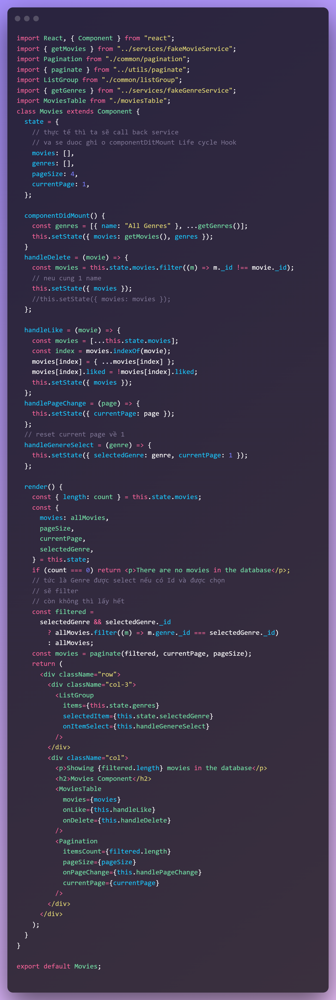 import React, { Component } from "react";
import { getMovies } from "../services/fakeMovieService";
import Pagination from "./common/pagination";
import { paginate } from "../utils/paginate";
import ListGroup from "./common/listGroup";
import { getGenres } from "../services/fakeGenreService";
import MoviesTable from "./moviesTable";
class Movies extends Component {
  state = {
    // thực tế thì ta sẽ call back service
    // va se duoc ghi o componentDitMount Life cycle Hook
    movies: [],
    genres: [],
    pageSize: 4,
    currentPage: 1,
  };

  componentDidMount() {
    const genres = [{ name: "All Genres" }, ...getGenres()];
    this.setState({ movies: getMovies(), genres });
  }
  handleDelete = (movie) => {
    const movies = this.state.movies.filter((m) => m._id !== movie._id);
    // neu cung 1 name
    this.setState({ movies });
    //this.setState({ movies: movies });
  };

  handleLike = (movie) => {
    const movies = [...this.state.movies];
    const index = movies.indexOf(movie);
    movies[index] = { ...movies[index] };
    movies[index].liked = !movies[index].liked;
    this.setState({ movies });
  };
  handlePageChange = (page) => {
    this.setState({ currentPage: page });
  };
  // reset current page về 1
  handleGenereSelect = (genre) => {
    this.setState({ selectedGenre: genre, currentPage: 1 });
  };

  render() {
    const { length: count } = this.state.movies;
    const {
      movies: allMovies,
      pageSize,
      currentPage,
      selectedGenre,
    } = this.state;
    if (count === 0) return <p>There are no movies in the database</p>;
    // tức là Genre được select nếu có Id và được chọn
    // sẽ filter
    // còn không thì lấy hết
    const filtered =
      selectedGenre && selectedGenre._id
        ? allMovies.filter((m) => m.genre._id === selectedGenre._id)
        : allMovies;
    const movies = paginate(filtered, currentPage, pageSize);
    return (
      <div className="row">
        <div className="col-3">
          <ListGroup
            items={this.state.genres}
            selectedItem={this.state.selectedGenre}
            onItemSelect={this.handleGenereSelect}
          />
        </div>
        <div className="col">
          <p>Showing {filtered.length} movies in the database</p>
          <h2>Movies Component</h2>
          <MoviesTable
            movies={movies}
            onLike={this.handleLike}
            onDelete={this.handleDelete}
          />
          <Pagination
            itemsCount={filtered.length}
            pageSize={pageSize}
            onPageChange={this.handlePageChange}
            currentPage={currentPage}
          />
        </div>
      </div>
    );
  }
}

export default Movies;